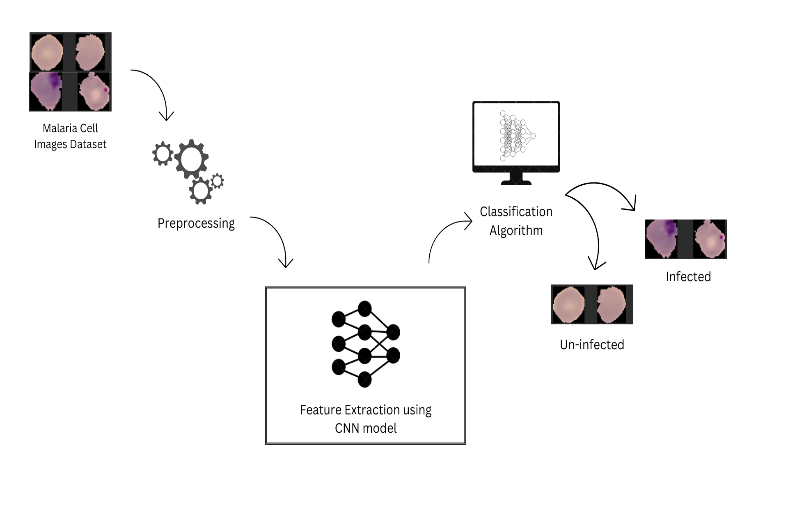 Malaria Cell
Images Dataset
Preprocessing
Feature Extraction using
CNN model
Classification
Algorithm
Infected
Un-infected